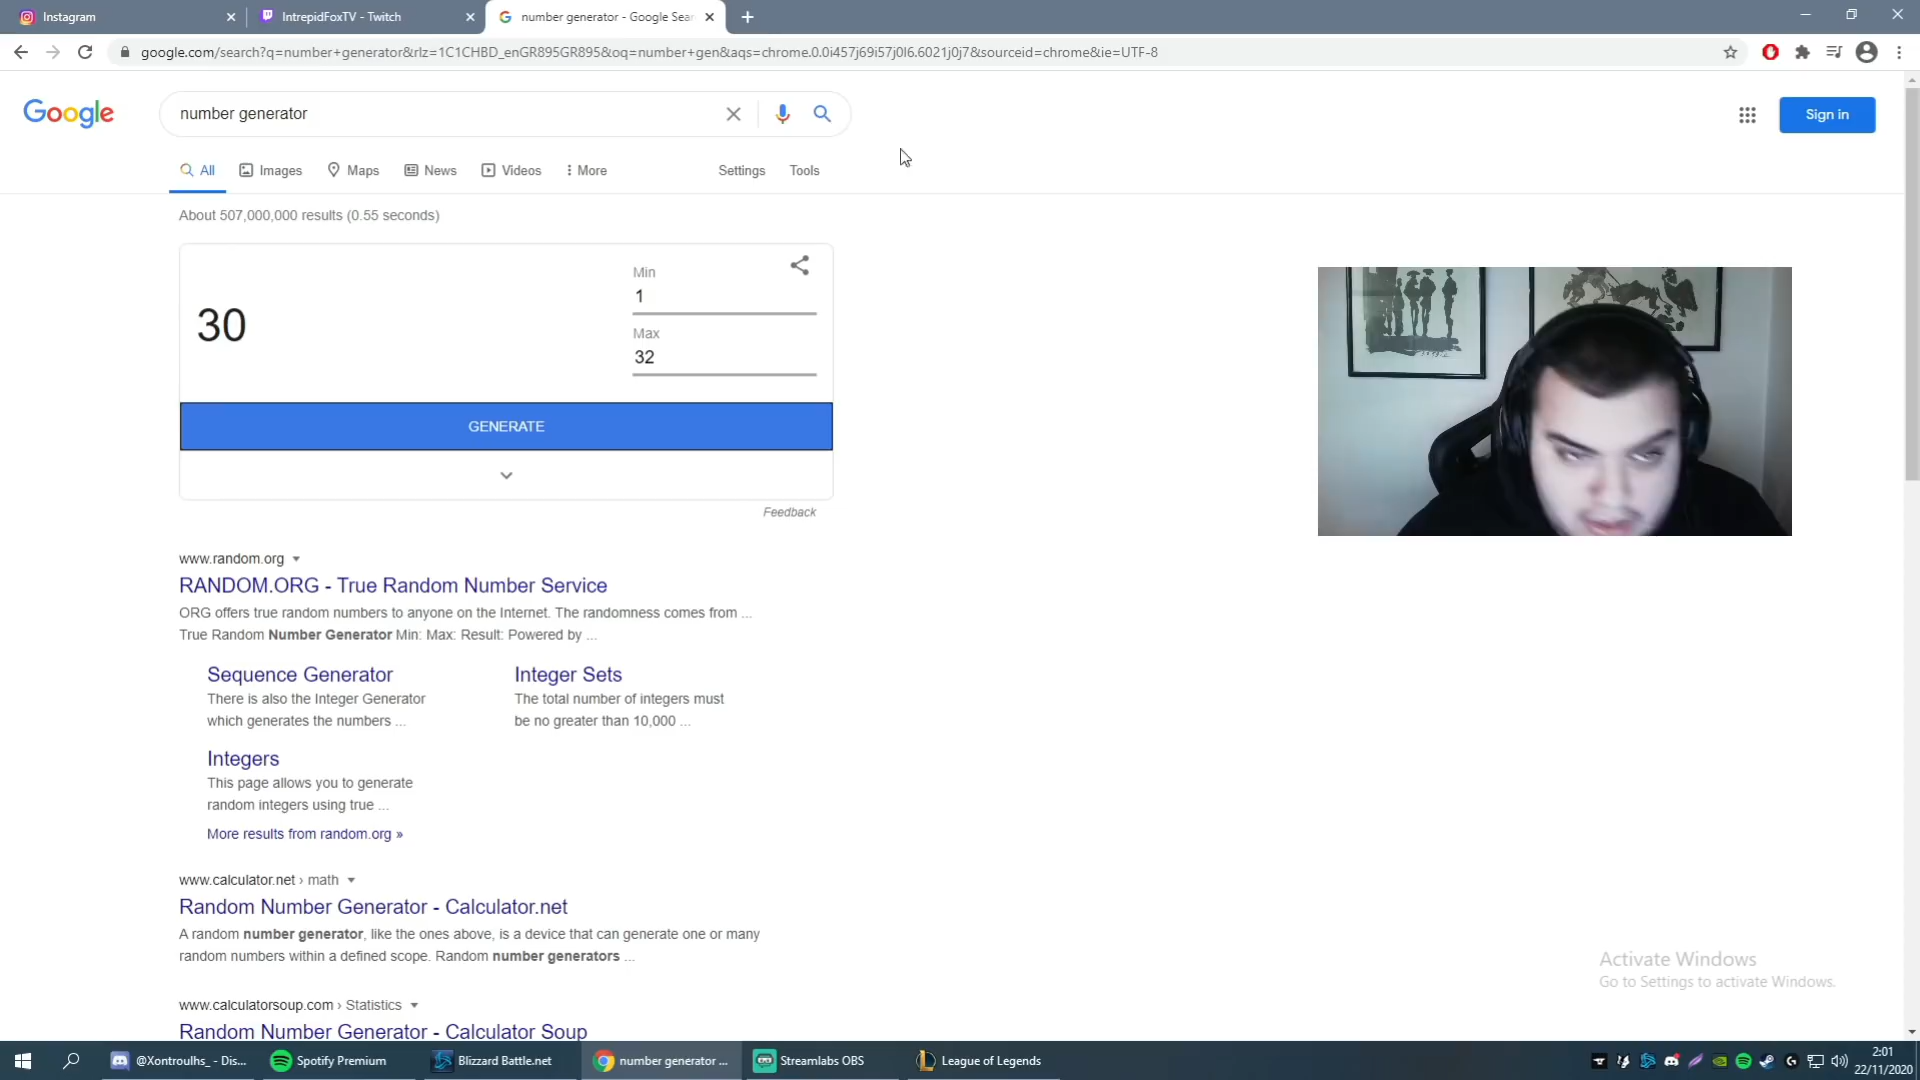 Instagram
IntrepidFoxTV - Twitch
number generator - Google Sear
google.com/search?q=number+generator&rlz=1C1CHBD_enGR895GR895&oq=number+gen&aqs=chrome.0.0i457j69i57j0l6.6021j0j7&sourceid=chrome&ie=UTF-8
Google
number generator
Sign in
All
Images
Maps
News
Videos
More
Settings
Tools
About 507,000,000 results (0.55 seconds)
30
Min
1
Max
32
GENERATE
Feedback
www.random.org
RANDOM.ORG - True Random Number Service
ORG offers true random numbers to anyone on the Internet. The randomness comes from ...
True Random Number Generator Min: Max: Result: Powered by ...
Sequence Generator
There is also the Integer Generator
which generates the numbers ...
Integer Sets
The total number of integers must
be no greater than 10,000 ...
Integers
This page allows you to generate
random integers using true ...
More results from random.org »
www.calculator.net › math
Random Number Generator - Calculator.net
A random number generator, like the ones above, is a device that can generate one or many
random numbers within a defined scope. Random number generators ...
www.calculatorsoup.com › Statistics
Random Number Generator - Calculator Soup
Activate Windows
Go to Settings to activate Windows.
@Xontroulhs_ - Dis...
Spotify Premium
Blizzard Battle.net
number generator ...
Streamlabs OBS
League of Legends
2:01
22/11/2020